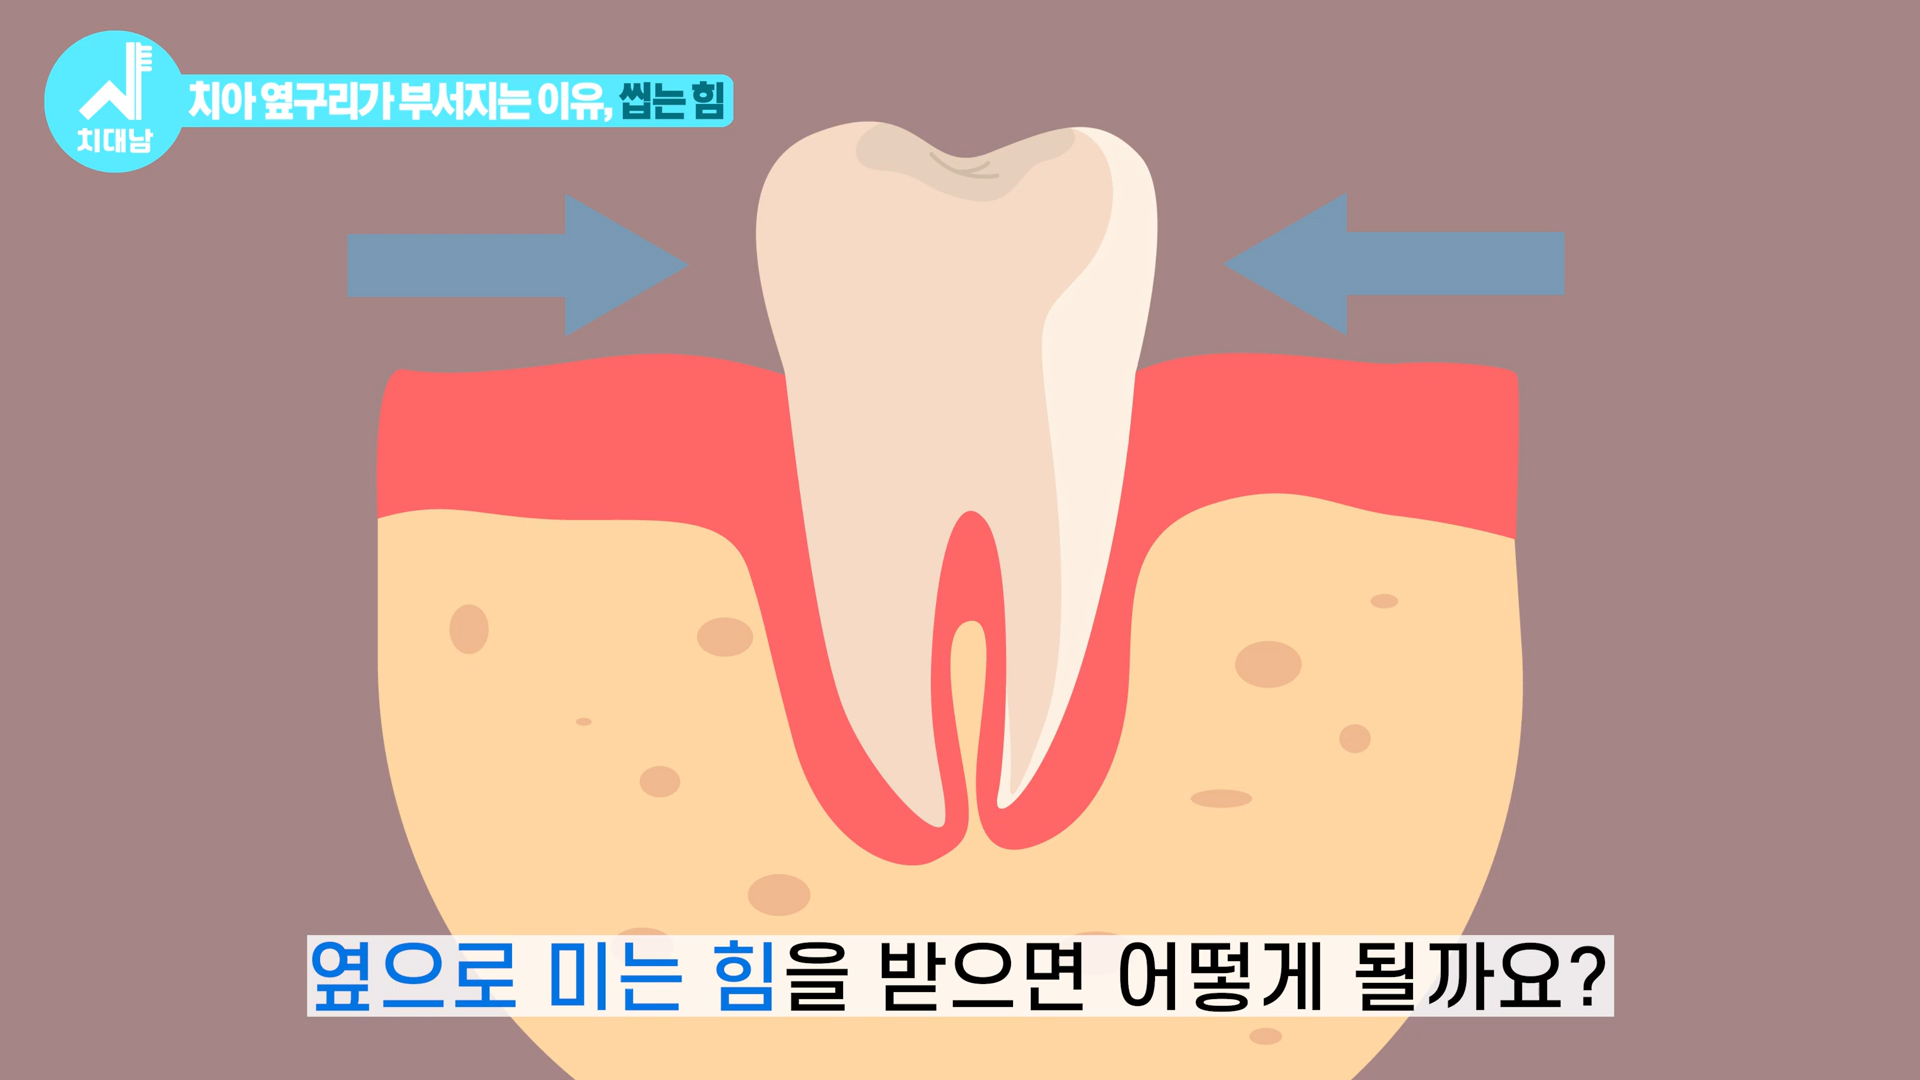 치아 옆구리가 부서지는 이유, 씹는 힘
치대남
옆으로 미는 힘을 받으면 어떻게 될까요?